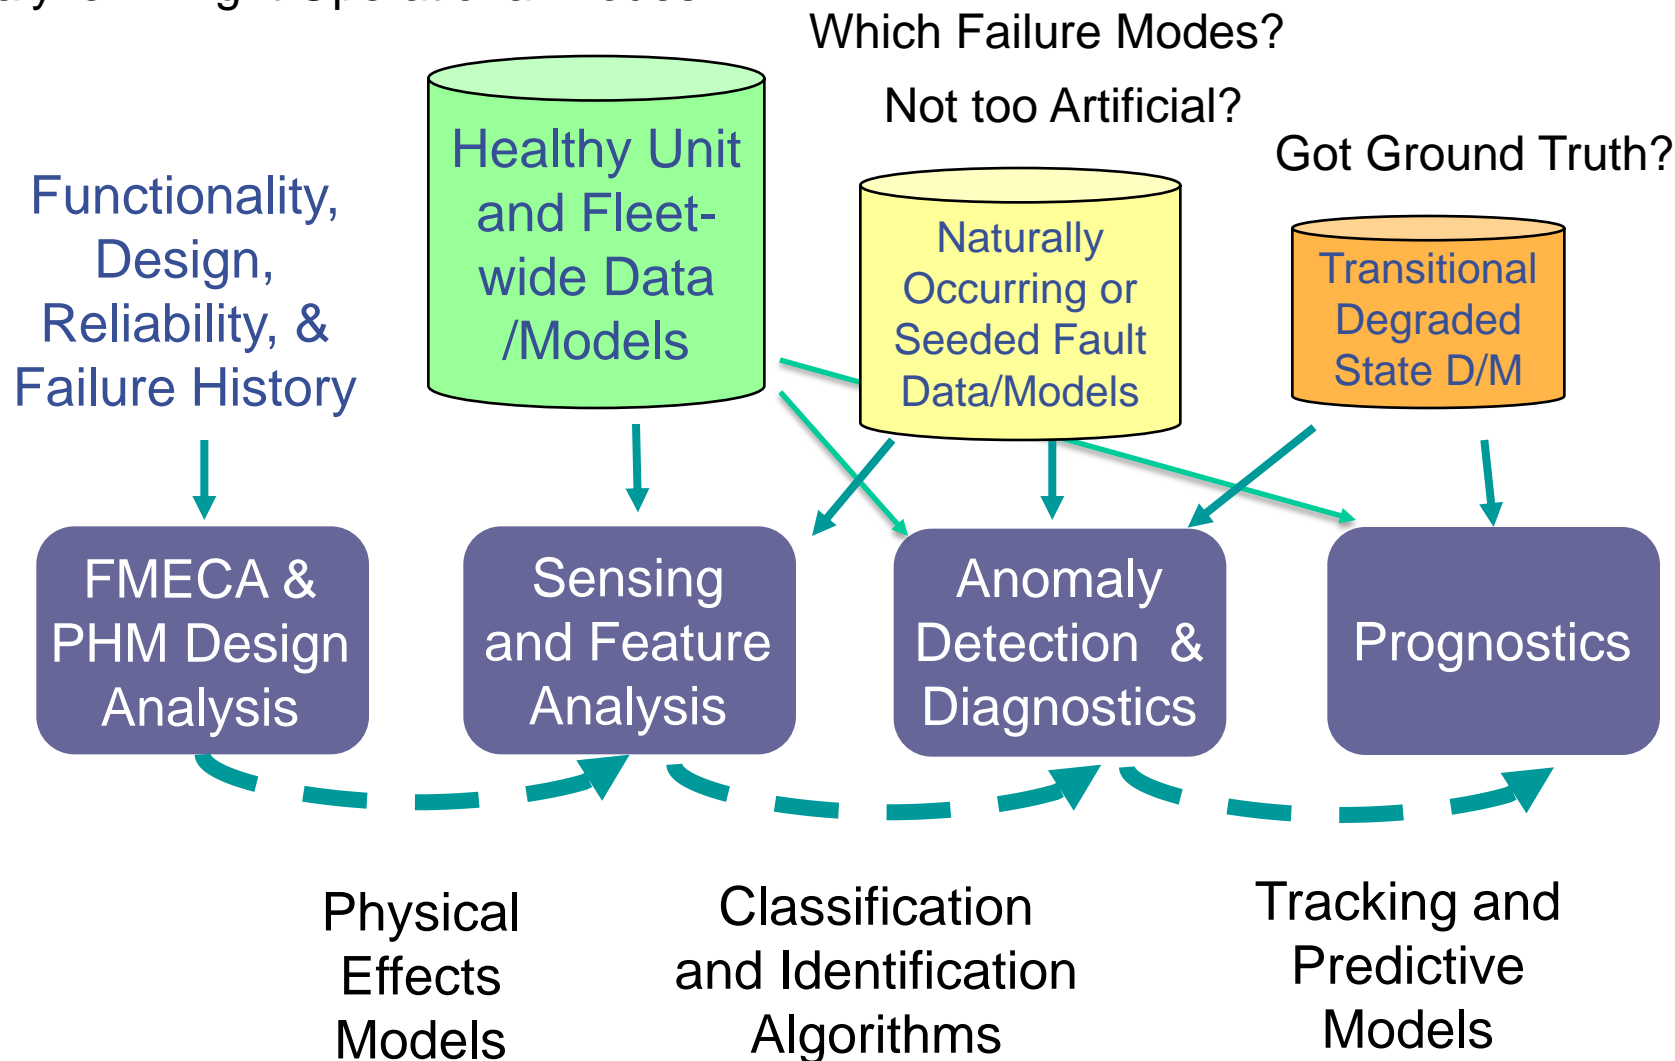 Which Failure Modes?
Not too Artificial?
Got Ground Truth?
Functionality,
Design,
Reliability, &
Failure History
Healthy Unit
and Fleet-
wide Data
/Models
Naturally
Occurring or
Seeded Fault
Data/Models
Transitional
Degraded
State D/M
FMECA &
PHM Design
Analysis
Sensing
and Feature
Analysis
Anomaly
Detection &
Diagnostics
Prognostics
Physical
Effects
Models
Classification
and Identification
Algorithms
Tracking and
Predictive
Models